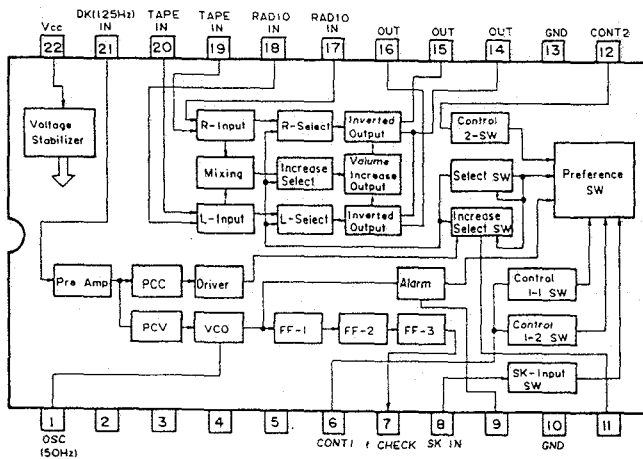 DK(125Hz) TAPE TAPE RADIO RADIO
Vcc IN IN IN IN IN OUT OUT OUT GND CONT2
22 21 20 19 18 17 16 15 14 13 12
Voltage
Stabilizer
R-Input
R-Select
Inverted
Output
Control
2-SW
Mixing
Increase
Select
Volume
Increase
Output
Select SW
Preference
SW
L-Input
L-Select
Inverted
Output
Increase
Select SW
Pre Amp
PCC
Driver
Alarm
Control
1-1 SW
PCV
VCO
FF-1
FF-2
FF-3
Control
1-2 SW
SK-Input
SW
1 2 3 4 5 6 7 8 9 10 11
OSC CONT1 f CHECK SK IN GND
(50Hz)